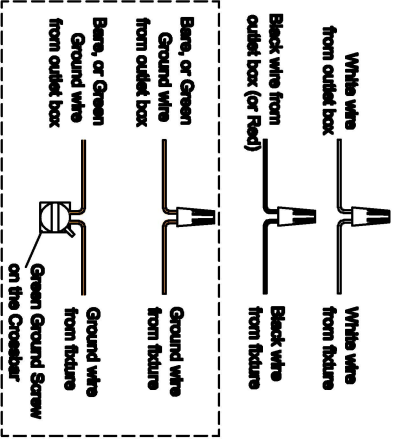 White wire
from outlet box
White wire
from fixture
Black wire from
outlet box (or Red)
Black wire
from fixture
Bare, or Green
Ground wire
from outlet box
Ground wire
from fixture
Bare, or Green
Ground wire
from outlet box
Ground wire
from fixture
Green Ground Screw
on the Crossbar